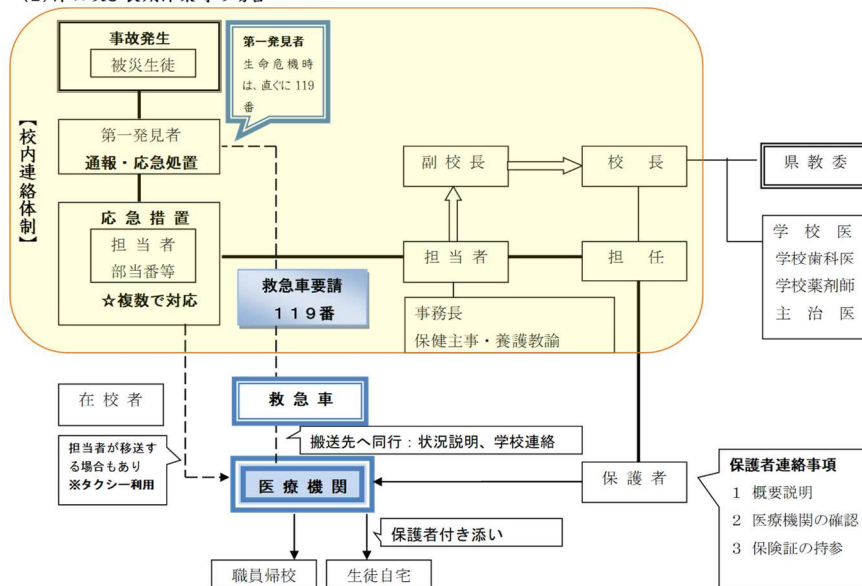 事故発生
被災生徒
第一発見者
生命危機時
は、直ぐに 119
番
【校内連絡体制】
第一発見者
通報・応急処置
副校長
校 長
県教委
応 急 措 置
担 当 者
部当番等
☆複数で対応
担当者
担 任
学 校 医
学校歯科医
学校薬剤師
主 治 医
救急車要請
119番
事務長
保健主事・養護教諭
在校者
救 急 車
担当者が移送す
る場合もあり
※タクシー利用
搬送先へ同行:状況説明、学校連絡
医 療 機 関
保護者
保護者連絡事項
1 概要説明
2 医療機関の確認
3 保険証の持参
保護者付き添い
職員帰校
生徒自宅